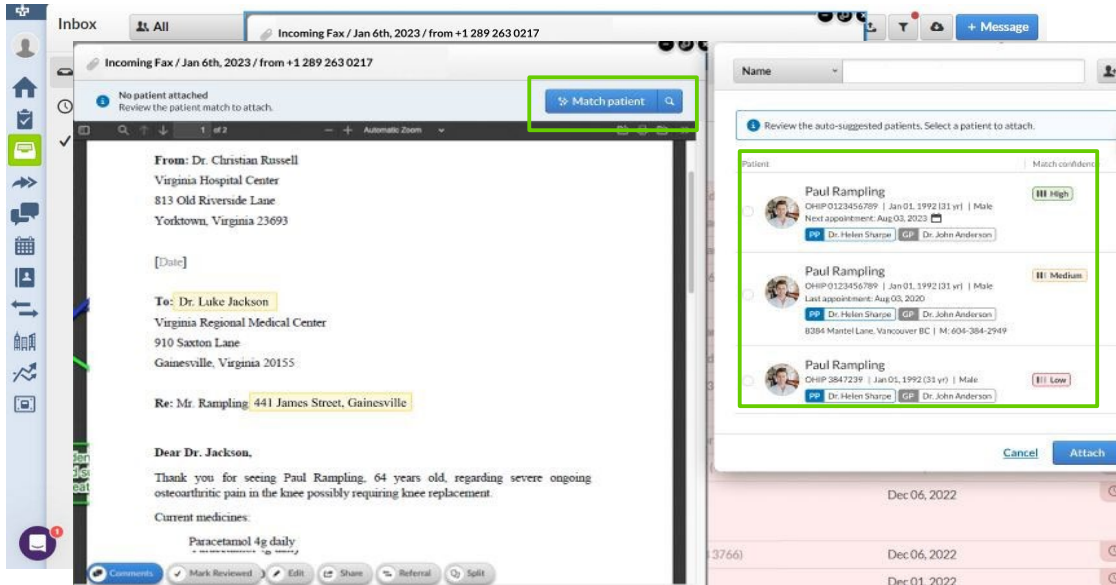 Inbox
All
Incoming Fax / Jan 6th, 2023 / from +1 289 263 0217
+ Message
Incoming Fax / Jan 6th, 2023 / from +1 289 263 0217
No patient attached
Review the patient match to attach.
Match patient
1 of 2
Automatic Zoom
From: Dr. Christian Russell
Virginia Hospital Center
813 Old Riverside Lane
Yorktown, Virginia 23693
[Date]
To: Dr. Luke Jackson
Virginia Regional Medical Center
910 Saxton Lane
Gainesville, Virginia 20155
Re: Mr. Rampling 441 James Street, Gainesville
Dear Dr. Jackson,
Thank you for seeing Paul Rampling, 64 years old, regarding severe ongoing
osteoarthritic pain in the knee possibly requiring knee replacement.
Current medicines:
Paracetamol 4g daily
Comments
Mark Reviewed
Edit
Share
Referral
Split
1
Name
Review the auto-suggested patients. Select a patient to attach.
Patient
Match confidenc
Paul Rampling
High
OHIP 0123456789 | Jan 01, 1992 (31 yr) | Male
Next appointment: Aug 03, 2023
PP Dr. Helen Sharpe GP Dr. John Anderson
Paul Rampling
Medium
OHIP 0123456789 | Jan 01, 1992 (31 yr) | Male
Last appointment: Aug 03, 2020
PP Dr. Helen Sharpe GP Dr. John Anderson
8384 Mantel Lane, Vancouver BC | M: 604-384-2949
Paul Rampling
Low
OHIP 3847239 | Jan 01, 1992 (31 yr) | Male
PP Dr. Helen Sharpe GP Dr. John Anderson
Cancel
Attach
Dec 06, 2022
3766)
Dec 06, 2022
Dec 01, 2022